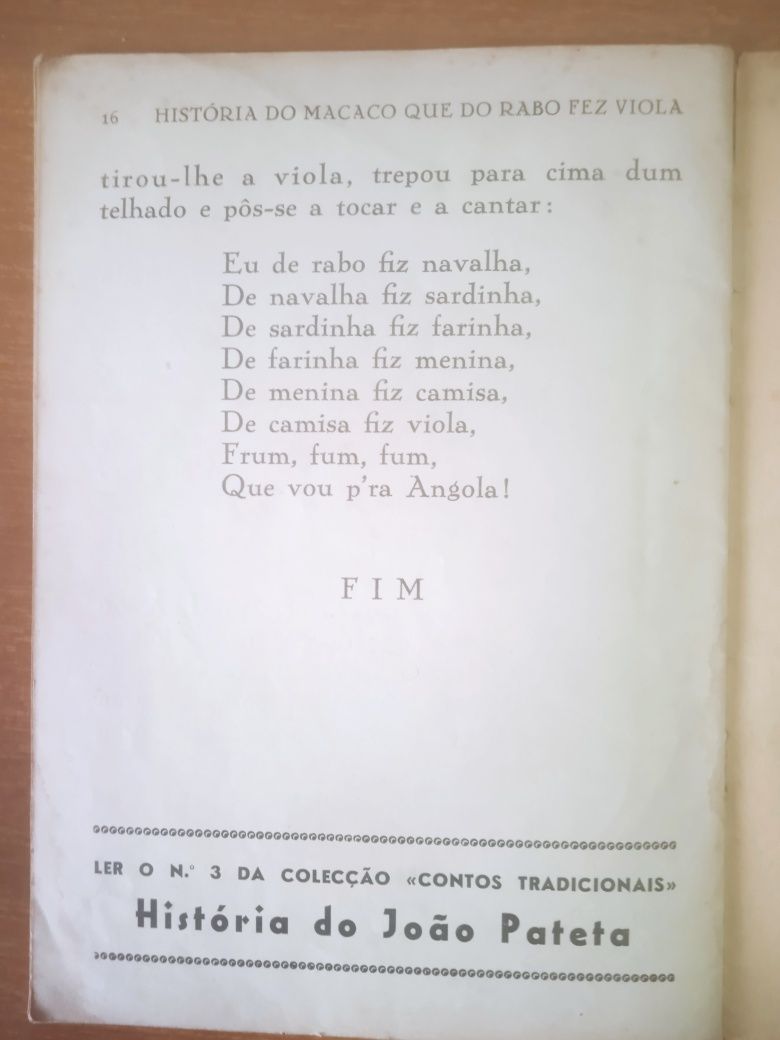 16 HISTÓRIA DO MACACO QUE DO RABO FEZ VIOLA
tirou-lhe a viola, trepou para cima dum
telhado e pôs-se a tocar e a cantar:
Eu de rabo fiz navalha,
De navalha fiz sardinha,
De sardinha fiz farinha,
De farinha fiz menina,
De menina fiz camisa,
De camisa fiz viola,
Frum, fum, fum,
Que vou p'ra Angola!
FIM
LER O N.º 3 DA COLECÇÃO «CONTOS TRADICIONAIS»
História do João Pateta